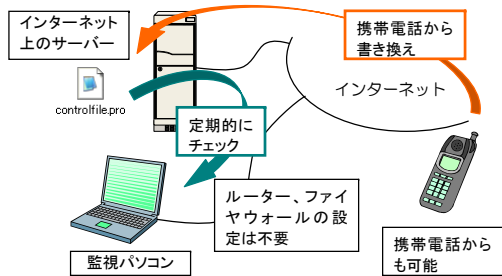 インターネット
上のサーバー
controlfile.pro
携帯電話から
書き換え
インターネット
定期的に
チェック
ルーター、ファイ
ヤウォールの設
定は不要
監視パソコン
携帯電話から
も可能